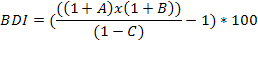 BDI = (((1 + A)x(1 + B))/(1 − C) − 1) * 100